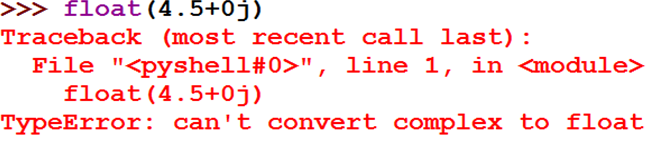 >>> float(4.5+0j)
Traceback (most recent call last):
  File "<pyshell#0>", line 1, in <module>
    float(4.5+0j)
TypeError: can't convert complex to float